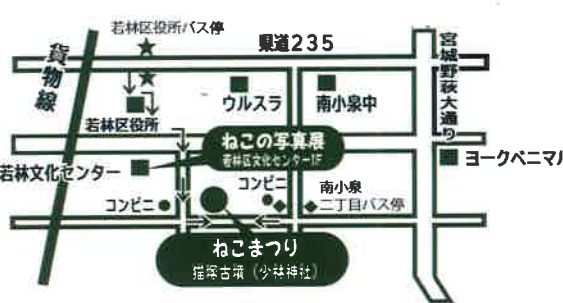 若林区役所バス停
県道235
貨物線
宮城野萩大通り
ウルスラ
南小泉中
若林区役所
ねこの写真展
若林区文化センター1F
ヨークベニマル
若林文化センター
コンビニ
コンビニ
南小泉
二丁目バス停
ねこまつり
猫塚古墳（少林神社）